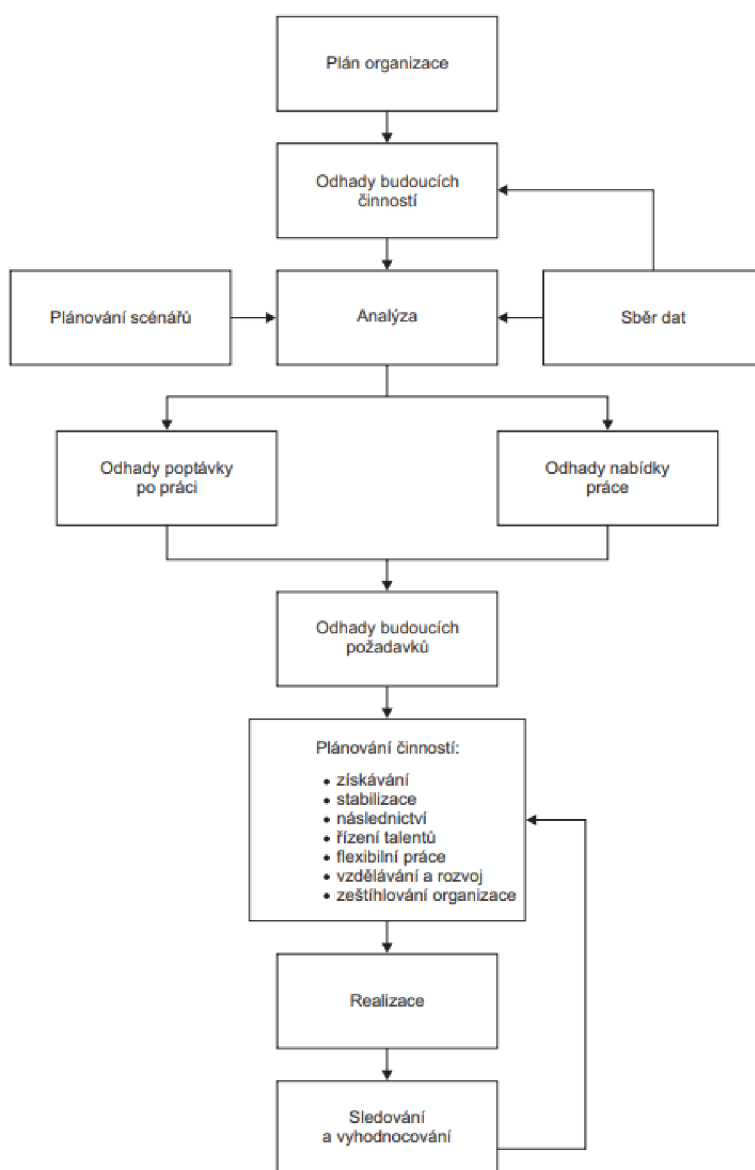 Plán organizace
Odhady budoucích
činností
Plánování scénářů
Analýza
Sběr dat
Odhady poptávky
po práci
Odhady nabídky
práce
Odhady budoucích
požadavků
Plánování činností:
• získávání
• stabilizace
• následnictví
• řízení talentů
• flexibilní práce
• vzdělávání a rozvoj
• zeštíhlování organizace
Realizace
Sledování
a vyhodnocování